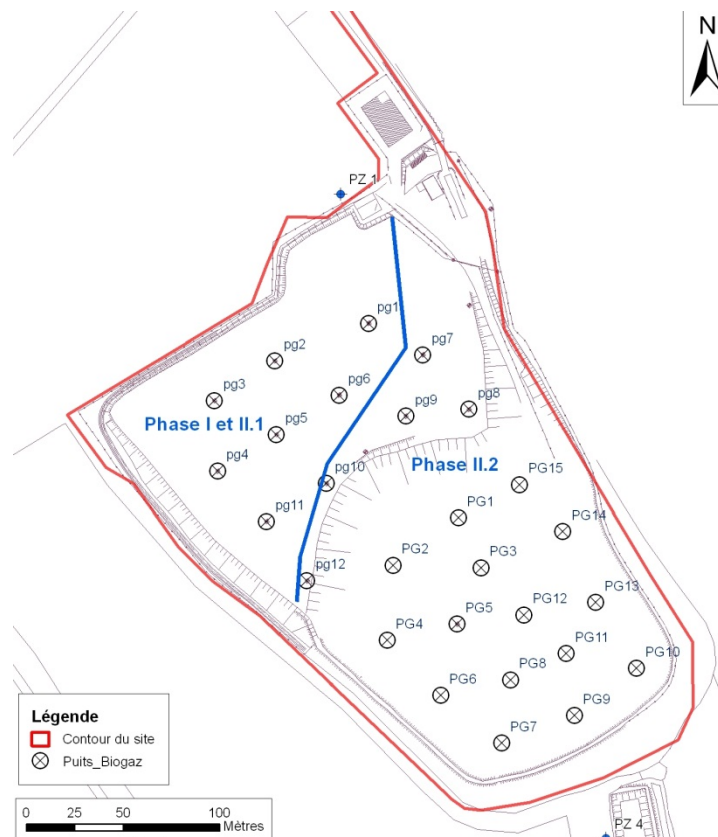 N
PZ 1
pg1
pg2
pg7
pg3
pg6
pg8
pg9
Phase I et II.1
pg5
pg4
Phase II.2
pg10
PG15
pg11
PG1
PG14
PG2
PG3
pg12
PG13
PG12
PG5
PG4
PG11
PG10
PG8
PG6
PG9
PG7
Légende
Contour du site
Puits_Biogaz
0 25 50 100
Mètres
PZ 4